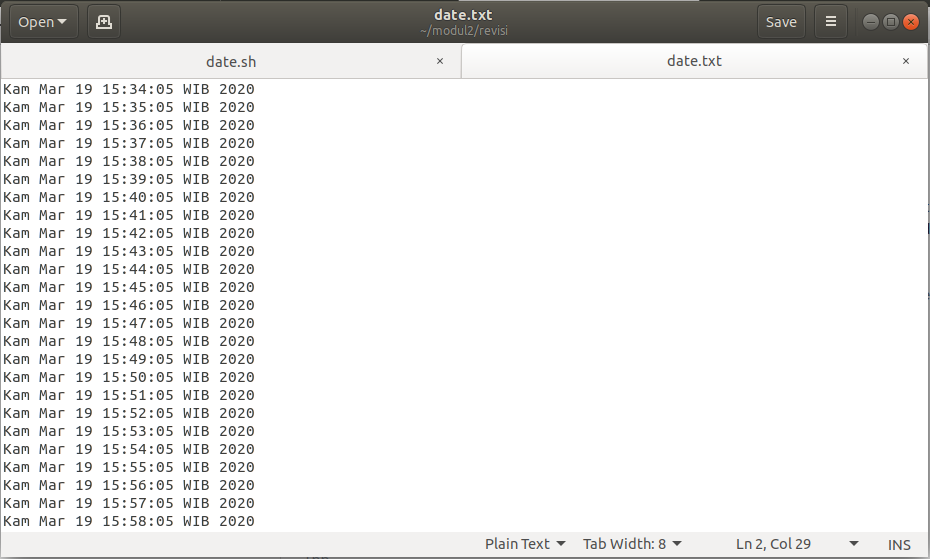 Open
date.txt
~/modul2/revisi
Save
date.sh
date.txt
Kam Mar 19 15:34:05 WIB 2020
Kam Mar 19 15:35:05 WIB 2020
Kam Mar 19 15:36:05 WIB 2020
Kam Mar 19 15:37:05 WIB 2020
Kam Mar 19 15:38:05 WIB 2020
Kam Mar 19 15:39:05 WIB 2020
Kam Mar 19 15:40:05 WIB 2020
Kam Mar 19 15:41:05 WIB 2020
Kam Mar 19 15:42:05 WIB 2020
Kam Mar 19 15:43:05 WIB 2020
Kam Mar 19 15:44:05 WIB 2020
Kam Mar 19 15:45:05 WIB 2020
Kam Mar 19 15:46:05 WIB 2020
Kam Mar 19 15:47:05 WIB 2020
Kam Mar 19 15:48:05 WIB 2020
Kam Mar 19 15:49:05 WIB 2020
Kam Mar 19 15:50:05 WIB 2020
Kam Mar 19 15:51:05 WIB 2020
Kam Mar 19 15:52:05 WIB 2020
Kam Mar 19 15:53:05 WIB 2020
Kam Mar 19 15:54:05 WIB 2020
Kam Mar 19 15:55:05 WIB 2020
Kam Mar 19 15:56:05 WIB 2020
Kam Mar 19 15:57:05 WIB 2020
Kam Mar 19 15:58:05 WIB 2020
Plain Text Tab Width: 8 Ln 2, Col 29 INS